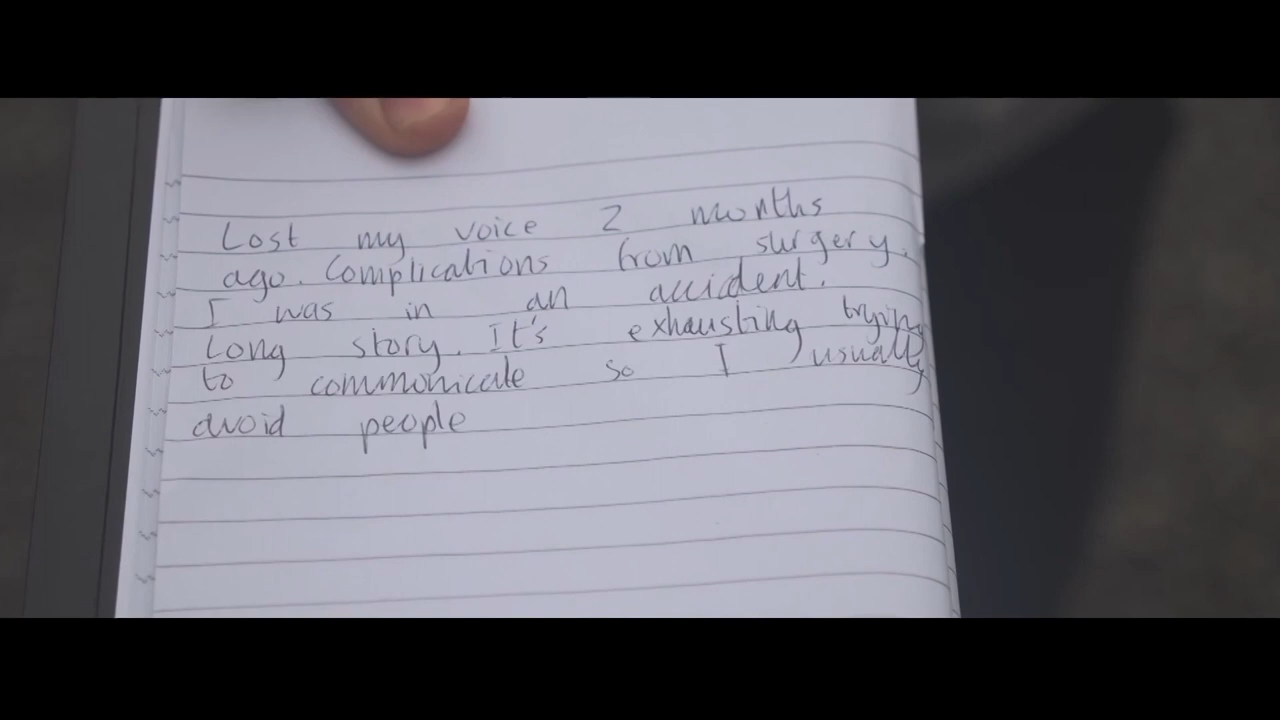 Lost my voice 2 months
ago. Complications from surgery.
I was in an accident.
Long story. It's exhausting trying
to commonicate so I usually
avoid people